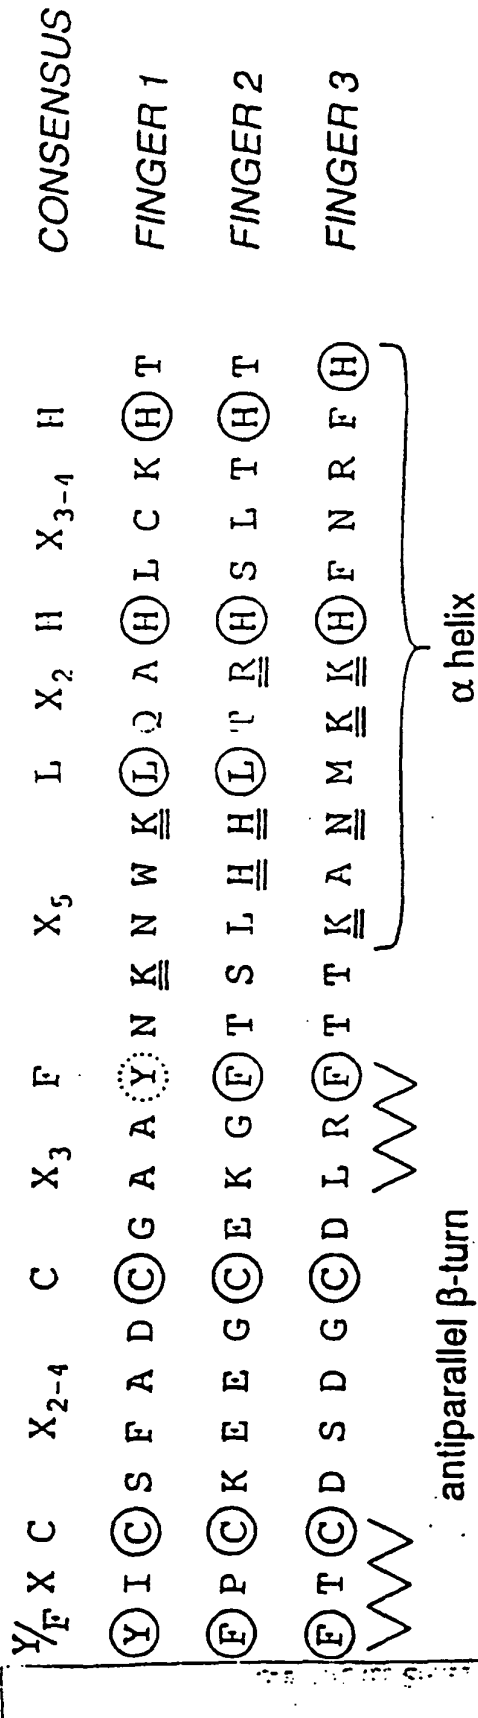 Y/F X C X2-4 C X3 F X5 L X2 H X3-4 H CONSENSUS
Y I C S F A D C G A A Y N K N W K L Q A H L C K H T FINGER 1
F P C K E E G C E K G F T S L H H L T R H S L T H T FINGER 2
F T C D S D G C D L R F T T K A N M K K H F N R F H FINGER 3
antiparallel β-turn α helix